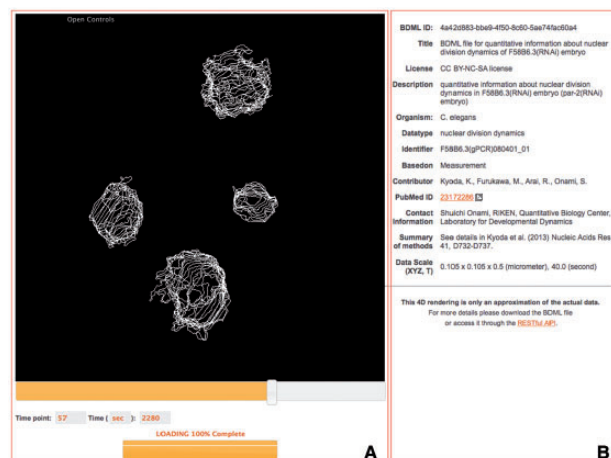 Open Controls
Time point: 57 Time ( sec ): 2280
LOADING 100% Complete
A
BDML ID: 4a42d883-bbe9-4f50-8c60-5ae74fac60a4
Title BDML file for quantitative information about nuclear
division dynamics of F58B6.3(RNAi) embryo
License CC BY-NC-SA license
Description quantitative information about nuclear division
dynamics in F58B6.3(RNAi) embryo (par-2(RNAi)
embryo)
Organism: C. elegans
Datatype nuclear division dynamics
Identifier F58B6.3(gPCR)080401_01
Basedon Measurement
Contributor Kyoda, K., Furukawa, M., Arai, R., Onami, S.
PubMed ID 23172286
Contact Information Shuichi Onami, RIKEN, Quantitative Biology Center,
Laboratory for Developmental Dynamics
Summary of methods See details in Kyoda et al. (2013) Nucleic Acids Res
41, D732-D737.
Data Scale (XYZ, T) 0.105 x 0.105 x 0.5 (micrometer), 40.0 (second)
This 4D rendering is only an approximation of the actual data.
For more details please download the BDML file
or access it through the RESTful API.
B